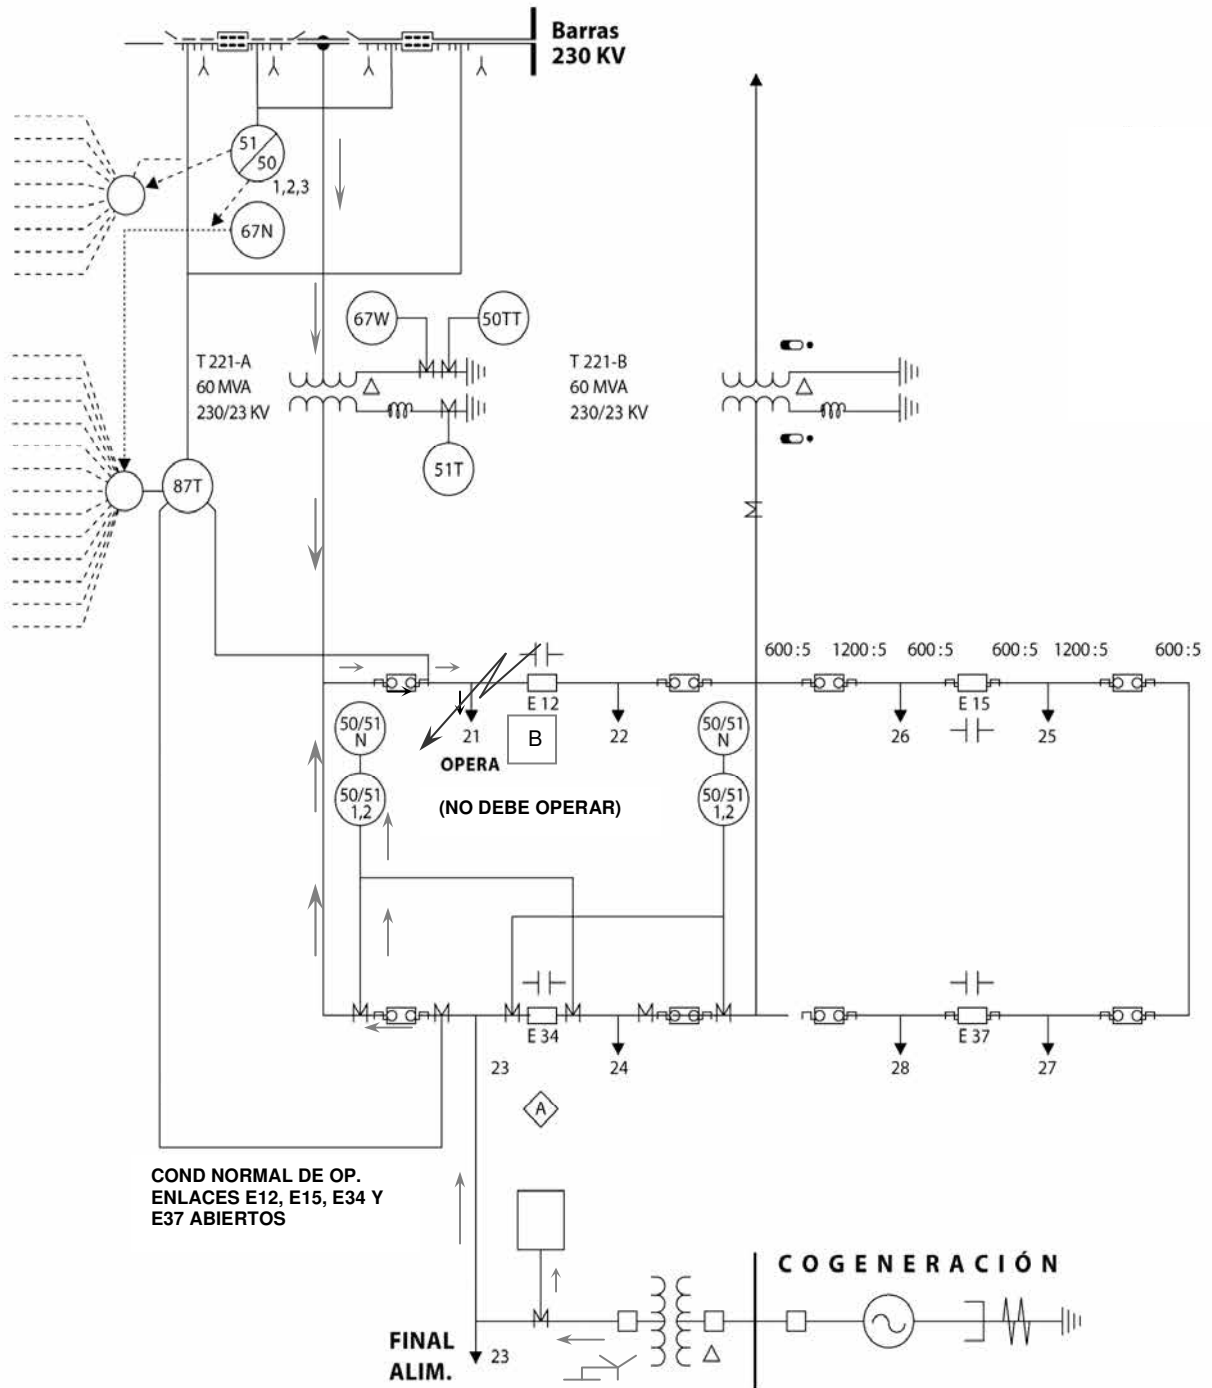 Barras
230 KV
51
50
1,2,3
67N
67W
50TT
T 221-A
60 MVA
230/23 KV
T 221-B
60 MVA
230/23 KV
51T
87T
600:5 1200:5 600:5 600:5 1200:5 600:5
E 12
E 15
50/51
N
21
B
22
50/51
N
26
25
OPERA
50/51
1,2
(NO DEBE OPERAR)
50/51
1,2
E 34
E 37
23
24
28
27
A
COND NORMAL DE OP.
ENLACES E12, E15, E34 Y
E37 ABIERTOS
COGENERACIÓN
FINAL
ALIM.
23